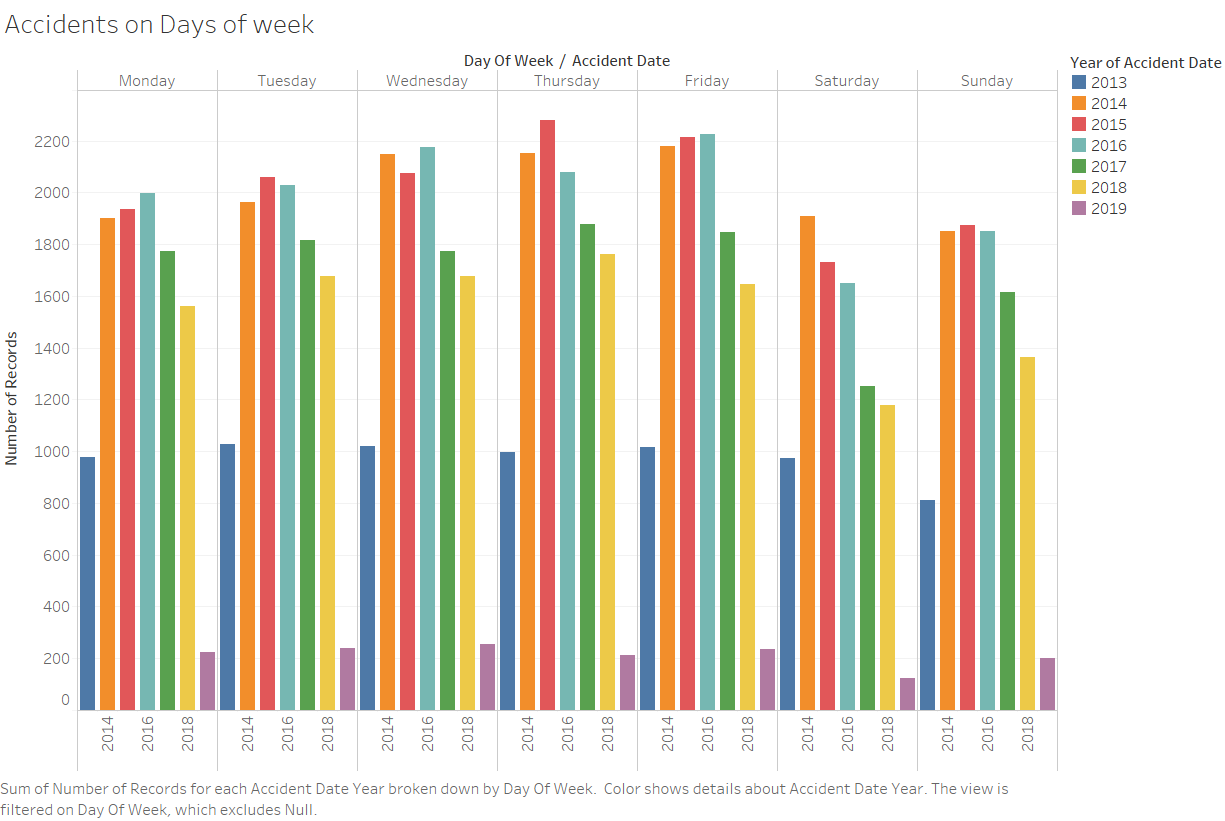 Accidents on Days of week
Day Of Week / Accident Date
Monday Tuesday Wednesday Thursday Friday Saturday Sunday
Year of Accident Date
2013
2014
2015
2016
2017
2018
2019
Number of Records
2200
2000
1800
1600
1400
1200
1000
800
600
400
200
0
2014 2016 2018 2014 2016 2018 2014 2016 2018 2014 2016 2018 2014 2016 2018 2014 2016 2018 2014 2016 2018
Sum of Number of Records for each Accident Date Year broken down by Day Of Week. Color shows details about Accident Date Year. The view is
filtered on Day Of Week, which excludes Null.